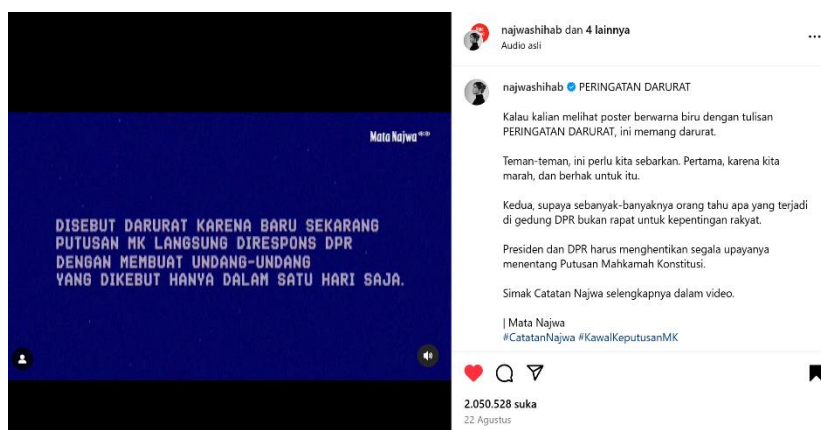 Mata Najwa
DISEBUT DARURAT KARENA BARU SEKARANG
PUTUSAN MK LANGSUNG DIRESPONS DPR
DENGAN MEMBUAT UNDANG-UNDANG
YANG DIKEBUT HANYA DALAM SATU HARI SAJA.
najwashihab dan 4 lainnya
Audio asli
najwashihab PERINGATAN DARURAT
Kalau kalian melihat poster berwarna biru dengan tulisan
PERINGATAN DARURAT, ini memang darurat.
Teman-teman, ini perlu kita sebarkan. Pertama, karena kita
marah, dan berhak untuk itu.
Kedua, supaya sebanyak-banyaknya orang tahu apa yang terjadi
di gedung DPR bukan rapat untuk kepentingan rakyat.
Presiden dan DPR harus menghentikan segala upayanya
menentang Putusan Mahkamah Konstitusi.
Simak Catatan Najwa selengkapnya dalam video.
| Mata Najwa
#CatatanNajwa #KawalKeputusanMK
2.050.528 suka
22 Agustus